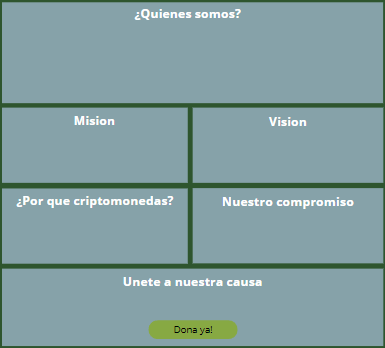 ¿Quienes somos?
Mision
Vision
¿Por que criptomonedas?
Nuestro compromiso
Unete a nuestra causa
Dona ya!